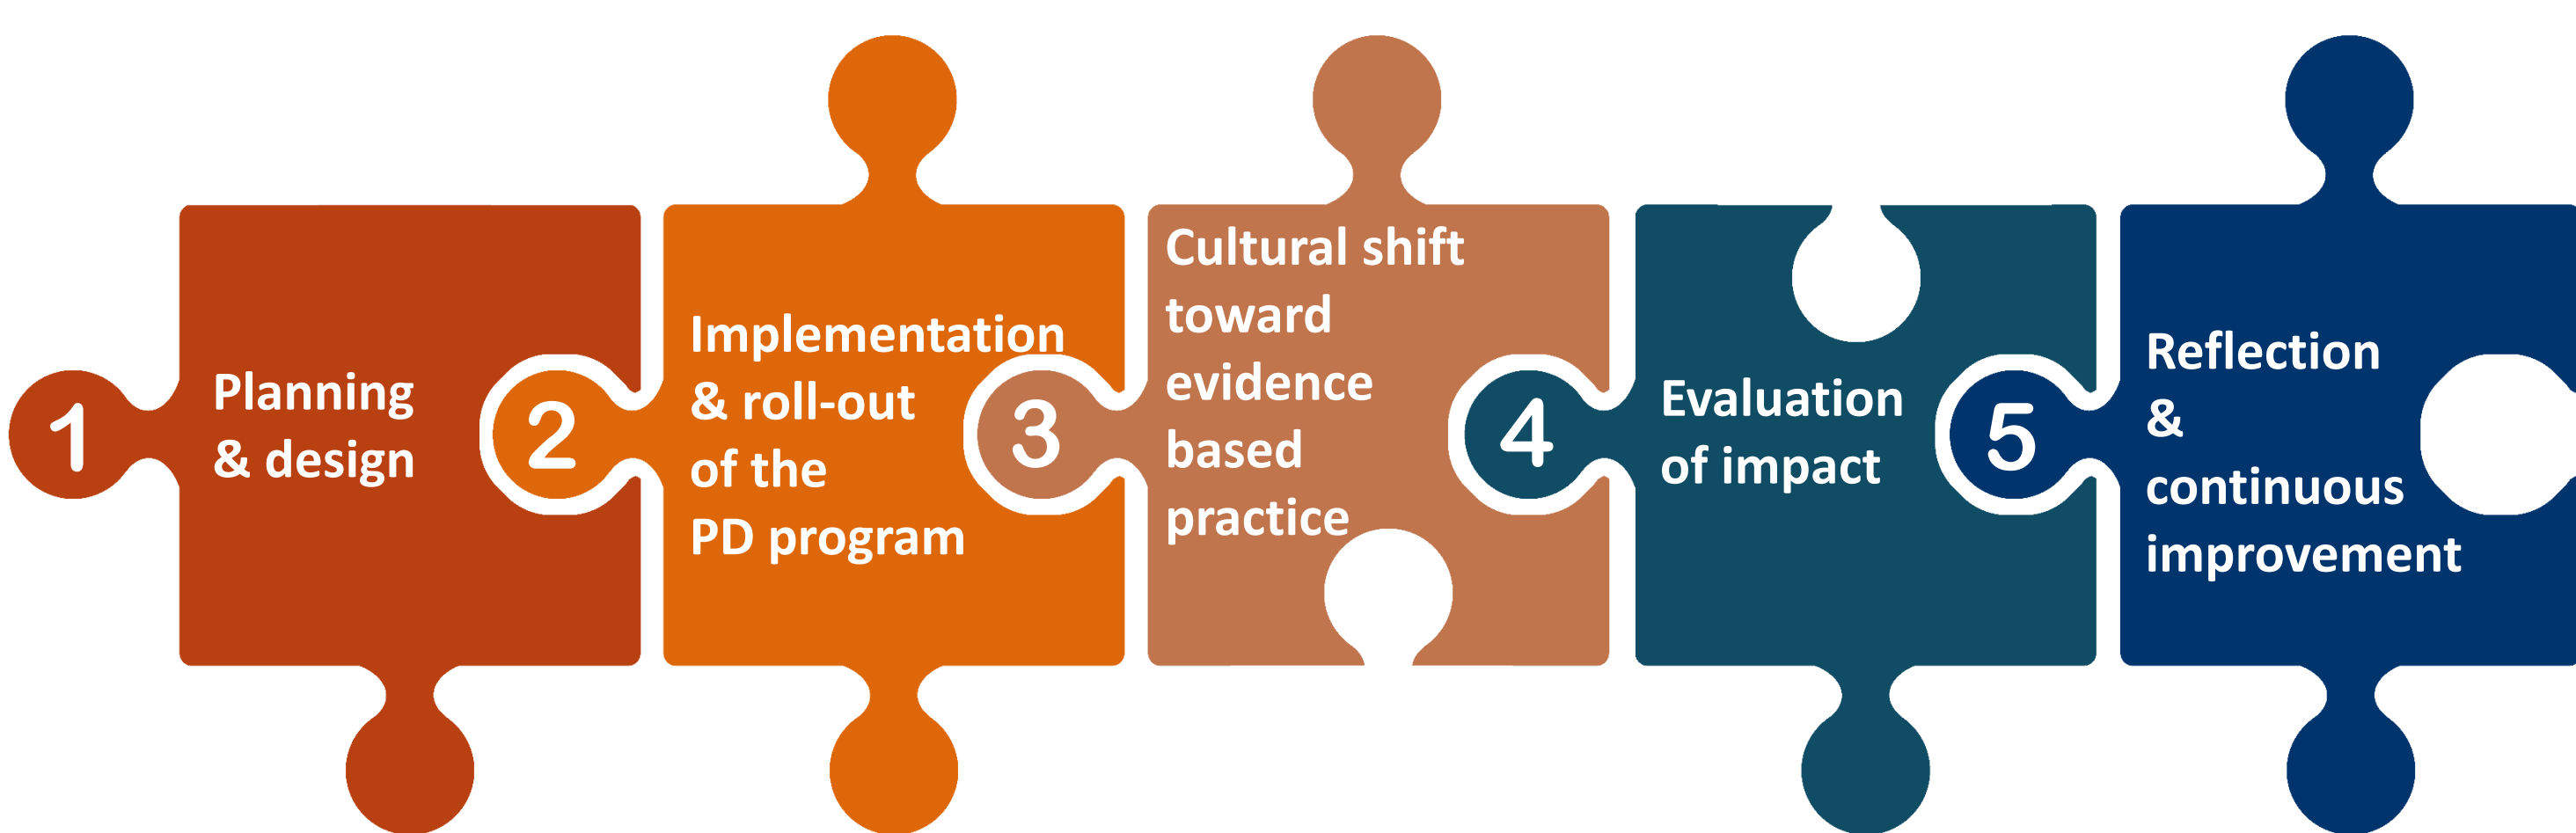 1
Planning
& design
2
Implementation
& roll-out
of the
PD program
3
Cultural shift
toward
evidence
based
practice
4
Evaluation
of impact
5
Reflection
&
continuous
improvement